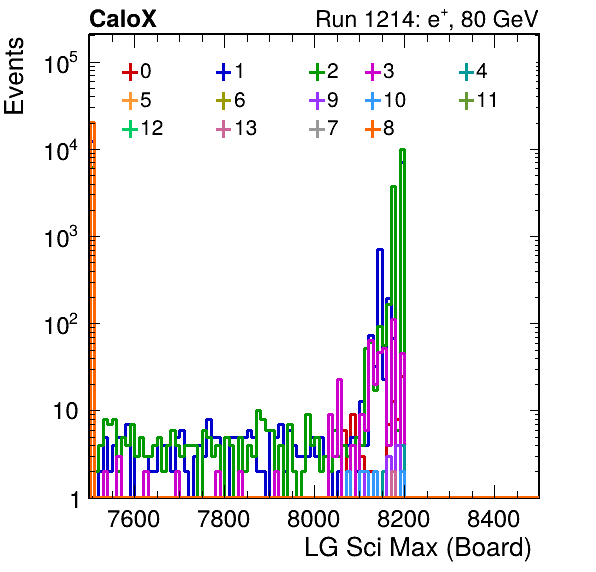 CaloX Run 1214: e⁺, 80 GeV
Events
10⁵
10⁴
10³
10²
10
1
0 1 2 3 4
5 6 9 10 11
12 13 7 8
7600 7800 8000 8200 8400
LG Sci Max (Board)